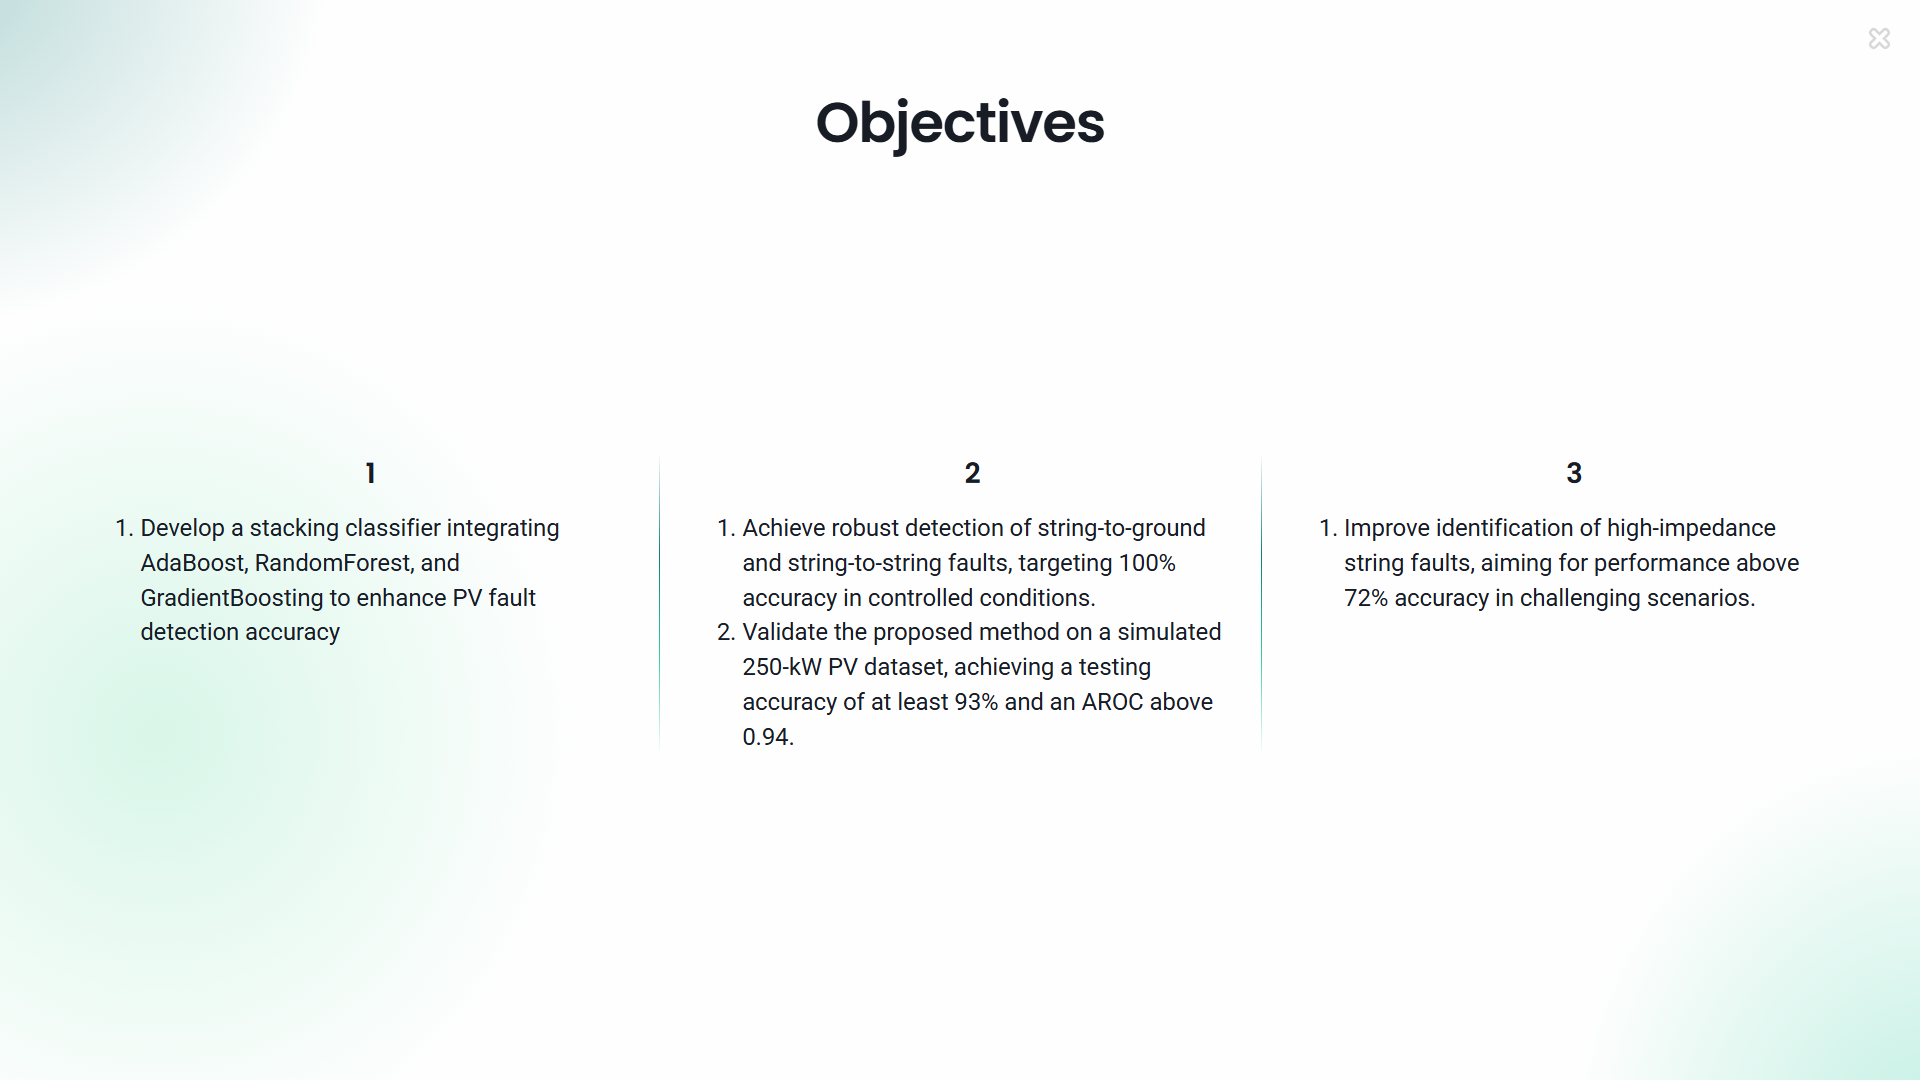 Objectives
1
1. Develop a stacking classifier integrating
AdaBoost, RandomForest, and
GradientBoosting to enhance PV fault
detection accuracy
2
1. Achieve robust detection of string-to-ground
and string-to-string faults, targeting 100%
accuracy in controlled conditions.
2. Validate the proposed method on a simulated
250-kW PV dataset, achieving a testing
accuracy of at least 93% and an AROC above
0.94.
3
1. Improve identification of high-impedance
string faults, aiming for performance above
72% accuracy in challenging scenarios.